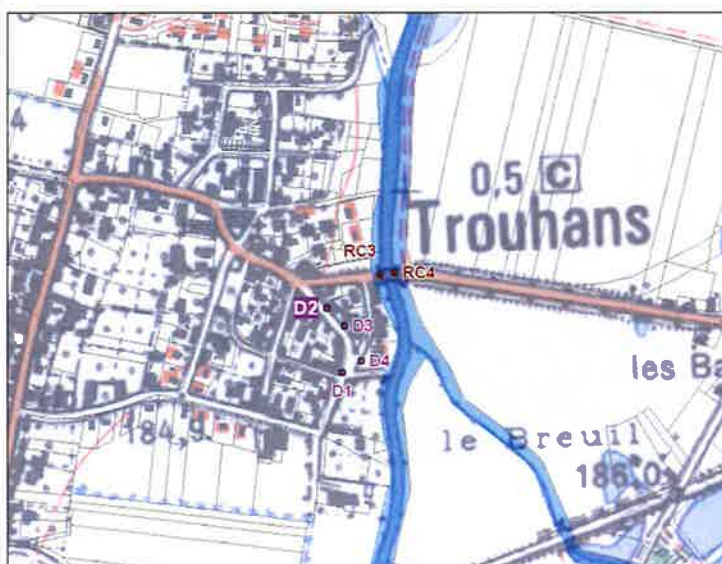 0,5 C
Trouhans
RC3
RC4
D2
D3
D4
D1
les Ba
184,9
le Breuil
186.0